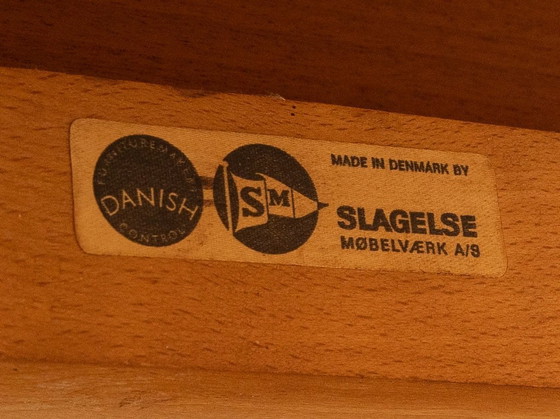 FURNITUREMAKERS
DANISH
CONTROL
SM
MADE IN DENMARK BY
SLAGELSE
MØBELVÆRK A/S